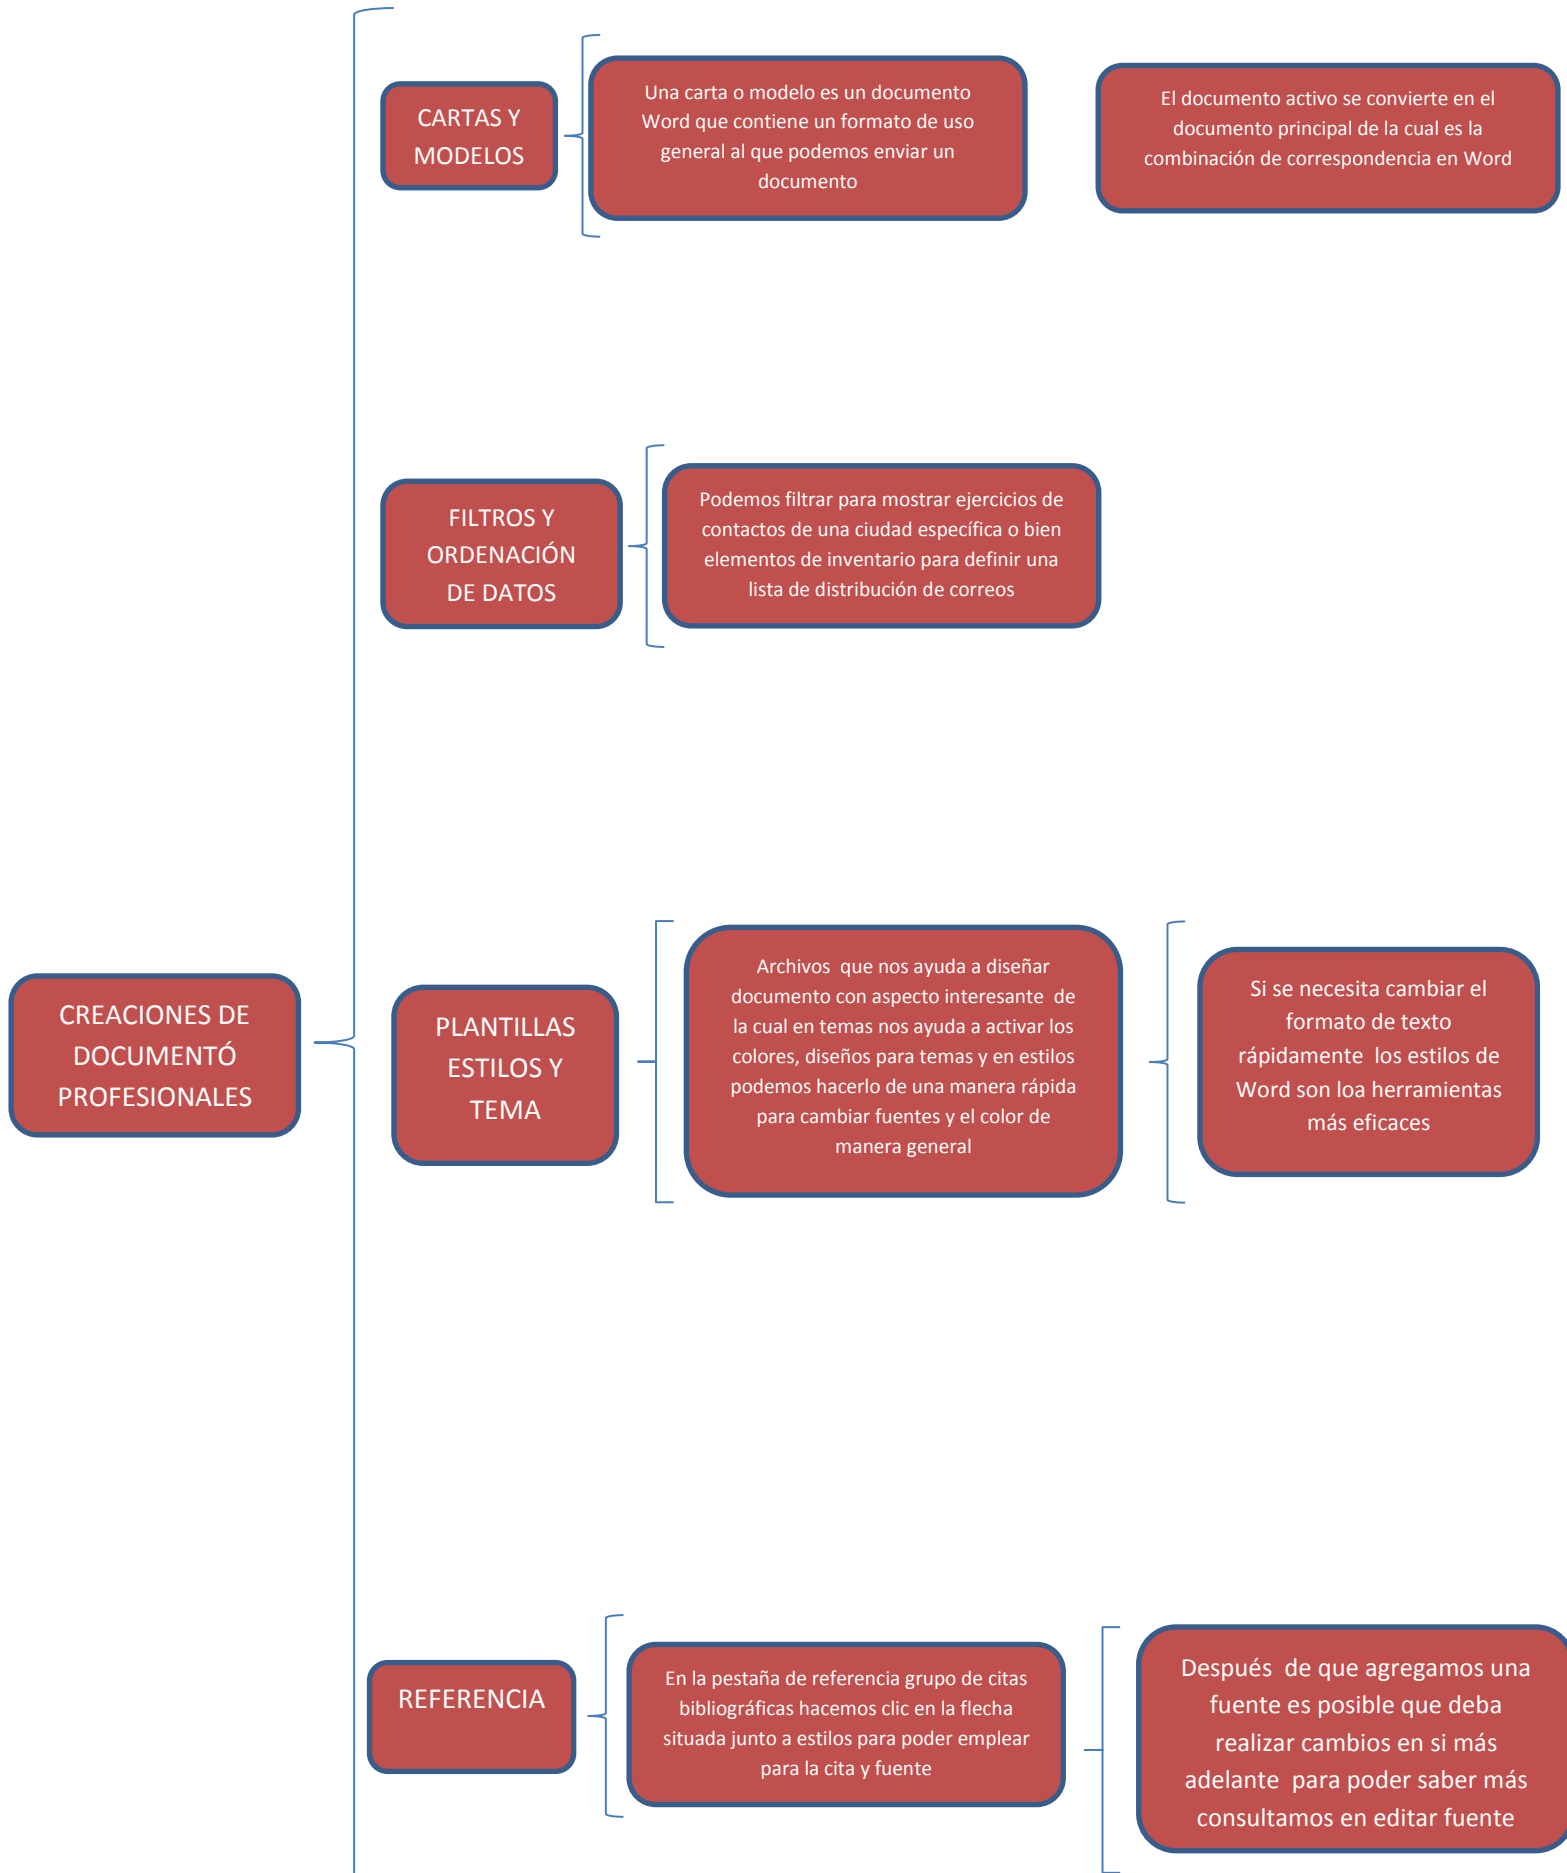 CARTAS Y
MODELOS
Una carta o modelo es un documento
Word que contiene un formato de uso
general al que podemos enviar un
documento
El documento activo se convierte en el
documento principal de la cual es la
combinación de correspondencia en Word
FILTROS Y
ORDENACIÓN
DE DATOS
Podemos filtrar para mostrar ejercicios de
contactos de una ciudad específica o bien
elementos de inventario para definir una
lista de distribución de correos
CREACIONES DE
DOCUMENTÓ
PROFESIONALES
PLANTILLAS
ESTILOS Y
TEMA
Archivos  que nos ayuda a diseñar
documento con aspecto interesante  de
la cual en temas nos ayuda a activar los
colores, diseños para temas y en estilos
podemos hacerlo de una manera rápida
para cambiar fuentes y el color de
manera general
Si se necesita cambiar el
formato de texto
rápidamente  los estilos de
Word son loa herramientas
más eficaces
REFERENCIA
En la pestaña de referencia grupo de citas
bibliográficas hacemos clic en la flecha
situada junto a estilos para poder emplear
para la cita y fuente
Después  de que agregamos una
fuente es posible que deba
realizar cambios en si más
adelante  para poder saber más
consultamos en editar fuente